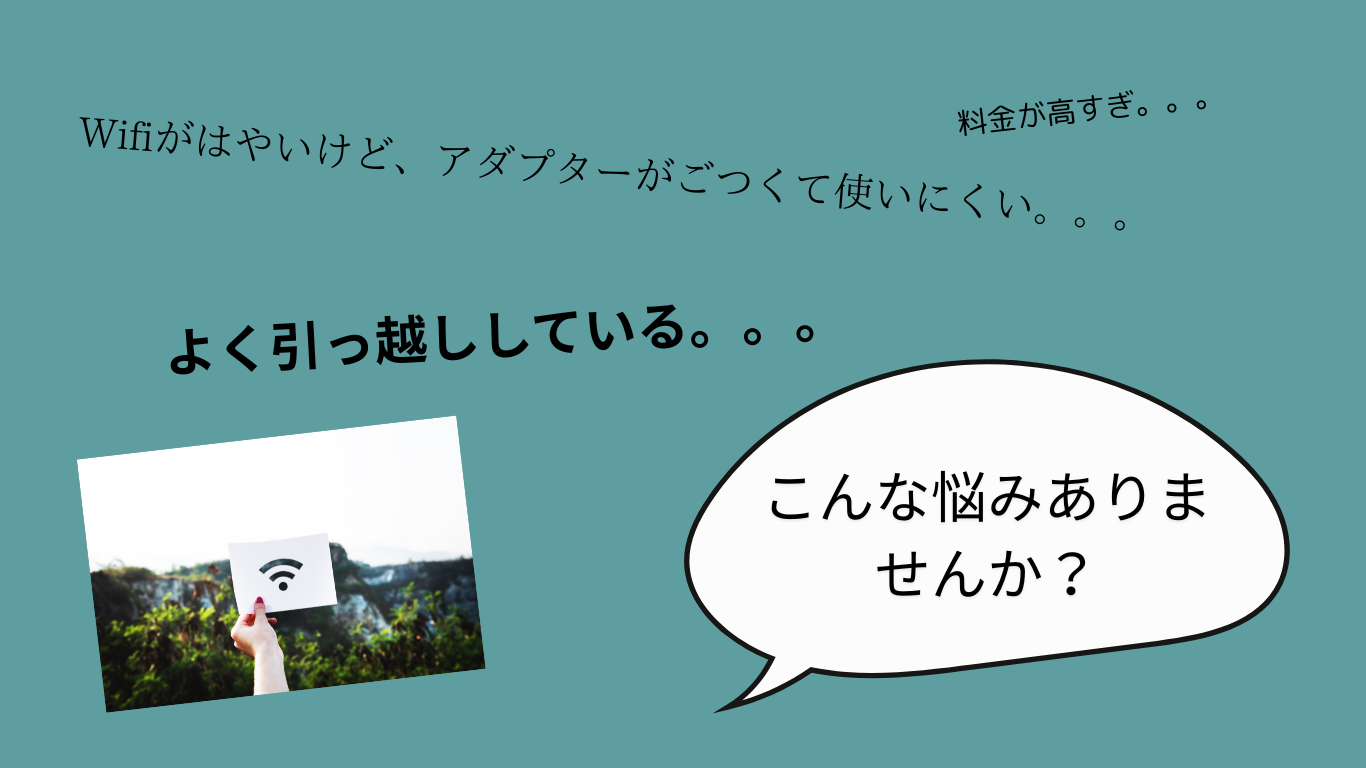 料金が高すぎ。。。
Wifiがはやいけど、アダプターがごつくて使いにくい。。。
よく引っ越ししている。。。
こんな悩みありま
せんか？